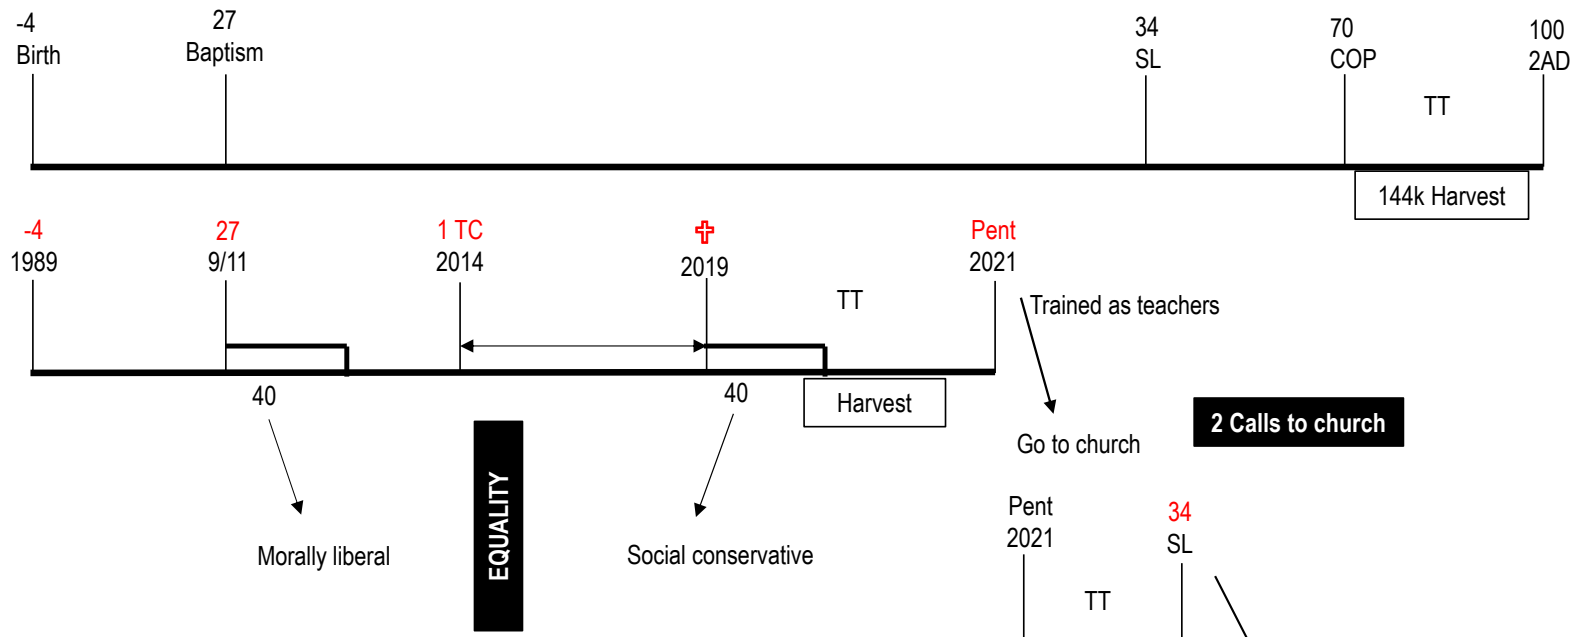 -4
Birth
27
Baptism
34
SL
70
COP
100
2AD
TT
144k Harvest
-4
1989
27
9/11
1 TC
2014
2019
Pent
2021
TT
Trained as teachers
40
40
Harvest
2 Calls to church
Go to church
EQUALITY
Morally liberal
Social conservative
Pent
2021
34
SL
TT